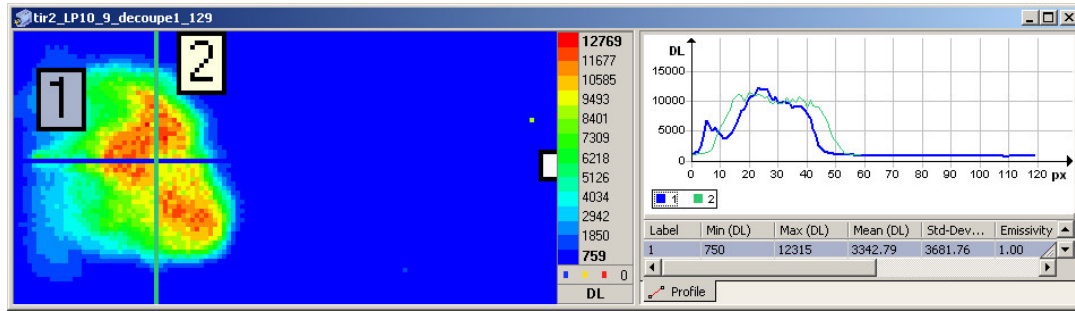 tir2_LP10_9_decoupe1_129
1
2
12769
11677
10585
9493
8401
7309
6218
5126
4034
2942
1850
759
0
DL
DL
15000
10000
5000
0
0 10 20 30 40 50 60 70 80 90 100 110 120 px
1 2
Label Min (DL) Max (DL) Mean (DL) Std-Dev... Emissivity
1 750 12315 3342.79 3681.76 1.00
Profile